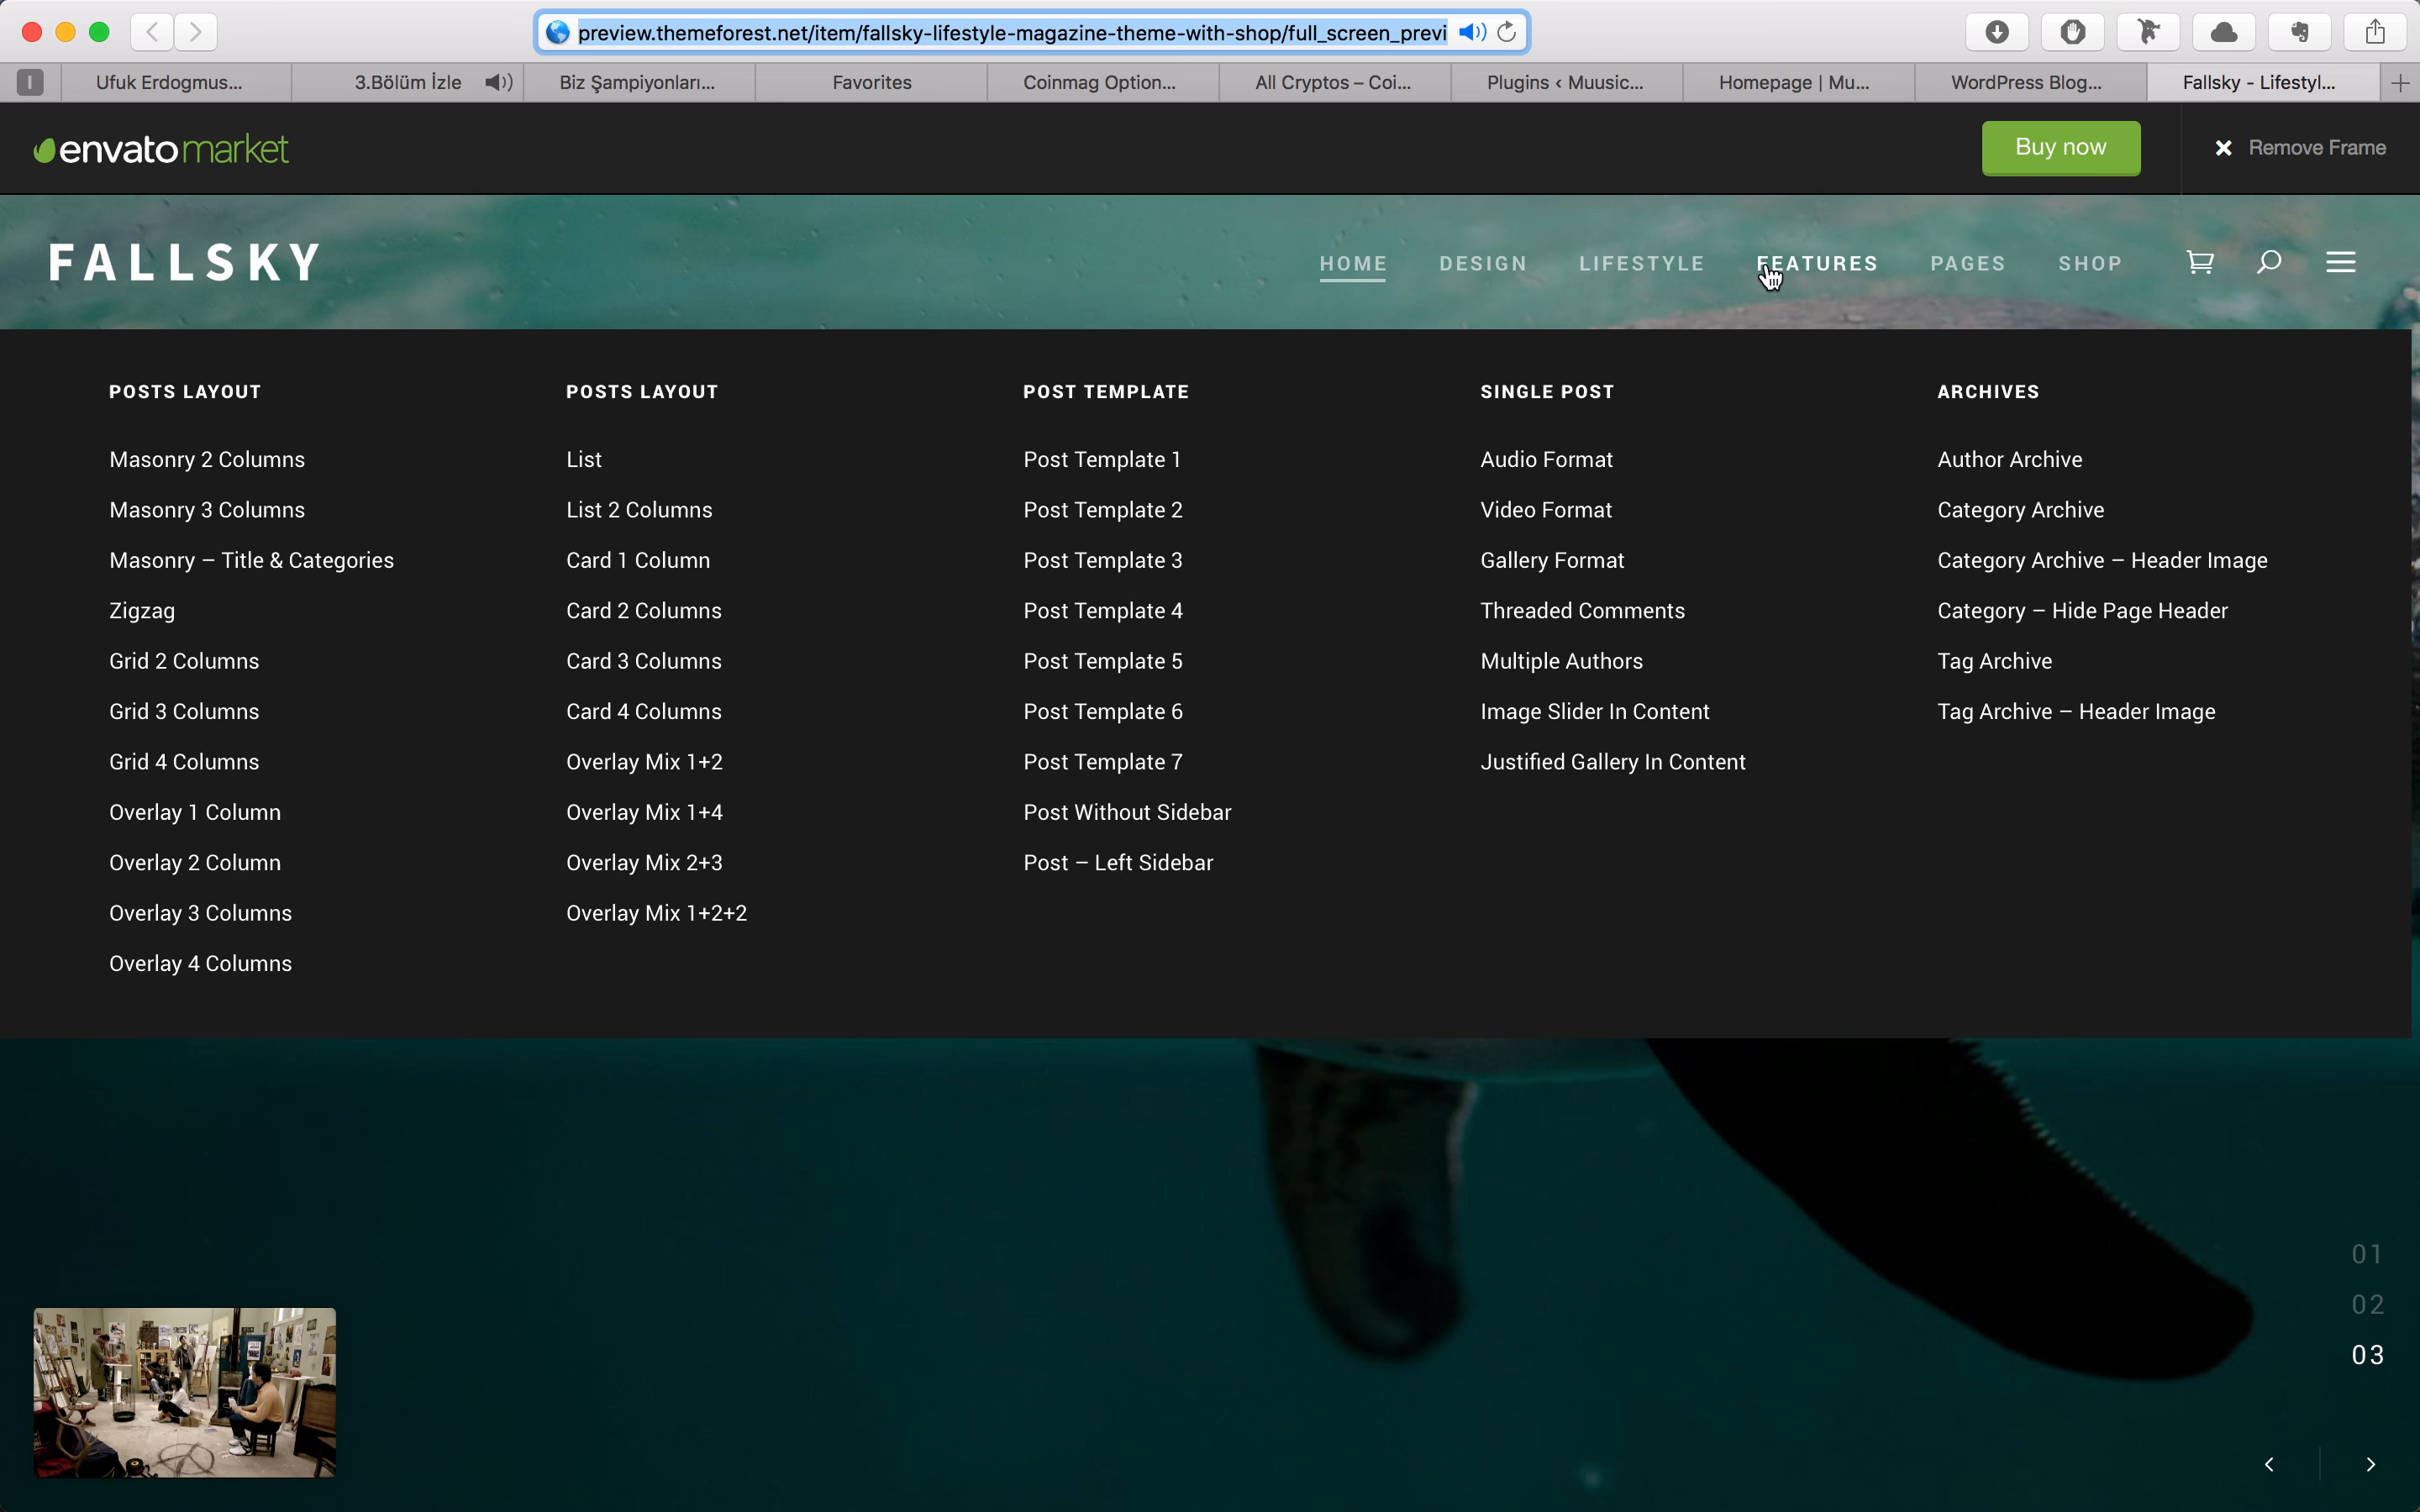 preview.themeforest.net/item/fallsky-lifestyle-magazine-theme-with-shop/full_screen_previ
I
Ufuk Erdogmus...
3.Bölüm İzle
Biz Şampiyonları...
Favorites
Coinmag Option...
All Cryptos – Coi...
Plugins ‹ Muusic...
Homepage | Mu...
WordPress Blog...
Fallsky - Lifestyl...
envatomarket
Buy now
Remove Frame
FALLSKY
HOME
DESIGN
LIFESTYLE
FEATURES
PAGES
SHOP
POSTS LAYOUT
Masonry 2 Columns
Masonry 3 Columns
Masonry – Title & Categories
Zigzag
Grid 2 Columns
Grid 3 Columns
Grid 4 Columns
Overlay 1 Column
Overlay 2 Column
Overlay 3 Columns
Overlay 4 Columns
POSTS LAYOUT
List
List 2 Columns
Card 1 Column
Card 2 Columns
Card 3 Columns
Card 4 Columns
Overlay Mix 1+2
Overlay Mix 1+4
Overlay Mix 2+3
Overlay Mix 1+2+2
POST TEMPLATE
Post Template 1
Post Template 2
Post Template 3
Post Template 4
Post Template 5
Post Template 6
Post Template 7
Post Without Sidebar
Post – Left Sidebar
SINGLE POST
Audio Format
Video Format
Gallery Format
Threaded Comments
Multiple Authors
Image Slider In Content
Justified Gallery In Content
ARCHIVES
Author Archive
Category Archive
Category Archive – Header Image
Category – Hide Page Header
Tag Archive
Tag Archive – Header Image
01
02
03